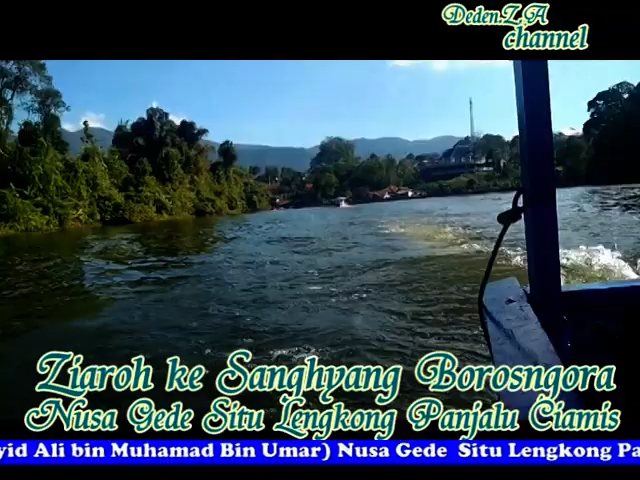 Deden.Z.A
channel
Ziaroh ke Sanghyang Borosngora
Nusa Gede Situ Lengkong Panjalu Ciamis
yid Ali bin Muhamad Bin Umar) Nusa Gede Situ Lengkong Pa